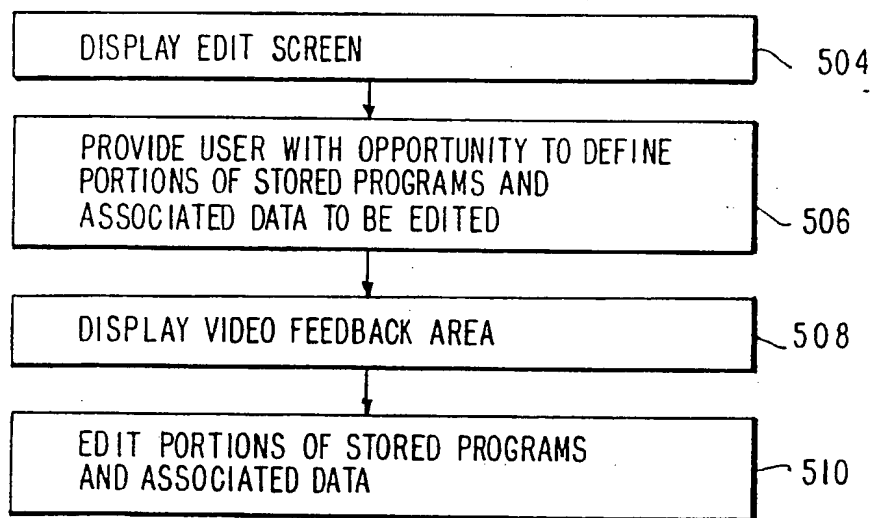 DISPLAY EDIT SCREEN
504
PROVIDE USER WITH OPPORTUNITY TO DEFINE
PORTIONS OF STORED PROGRAMS AND
ASSOCIATED DATA TO BE EDITED
506
DISPLAY VIDEO FEEDBACK AREA
508
EDIT PORTIONS OF STORED PROGRAMS
AND ASSOCIATED DATA
510